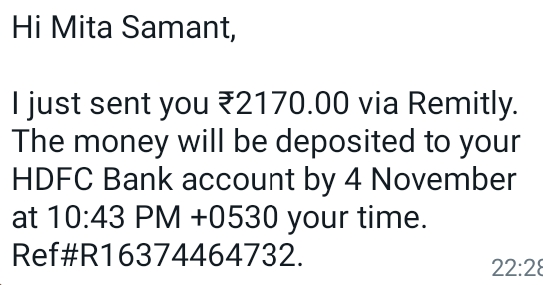 Hi Mita Samant,
I just sent you ₹2170.00 via Remitly.
The money will be deposited to your
HDFC Bank account by 4 November
at 10:43 PM +0530 your time.
Ref#R16374464732.
22:28